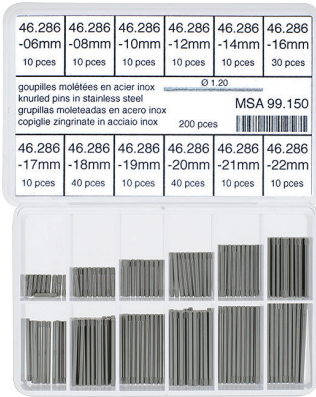 46.286 46.286 46.286 46.286 46.286 46.286
-06mm -08mm -10mm -12mm -14mm -16mm
10 pces 10 pces 10 pces 10 pces 10 pces 30 pces
Ø 1.20
goupilles molétées en acier inox
knurled pins in stainless steel
MSA 99.150
grupillas moleteadas en acero inox
copiglie zingrinate in acciaio inox
200 pces
46.286 46.286 46.286 46.286 46.286 46.286
-17mm -18mm -19mm -20mm -21mm -22mm
10 pces 40 pces 10 pces 40 pces 10 pces 10 pces